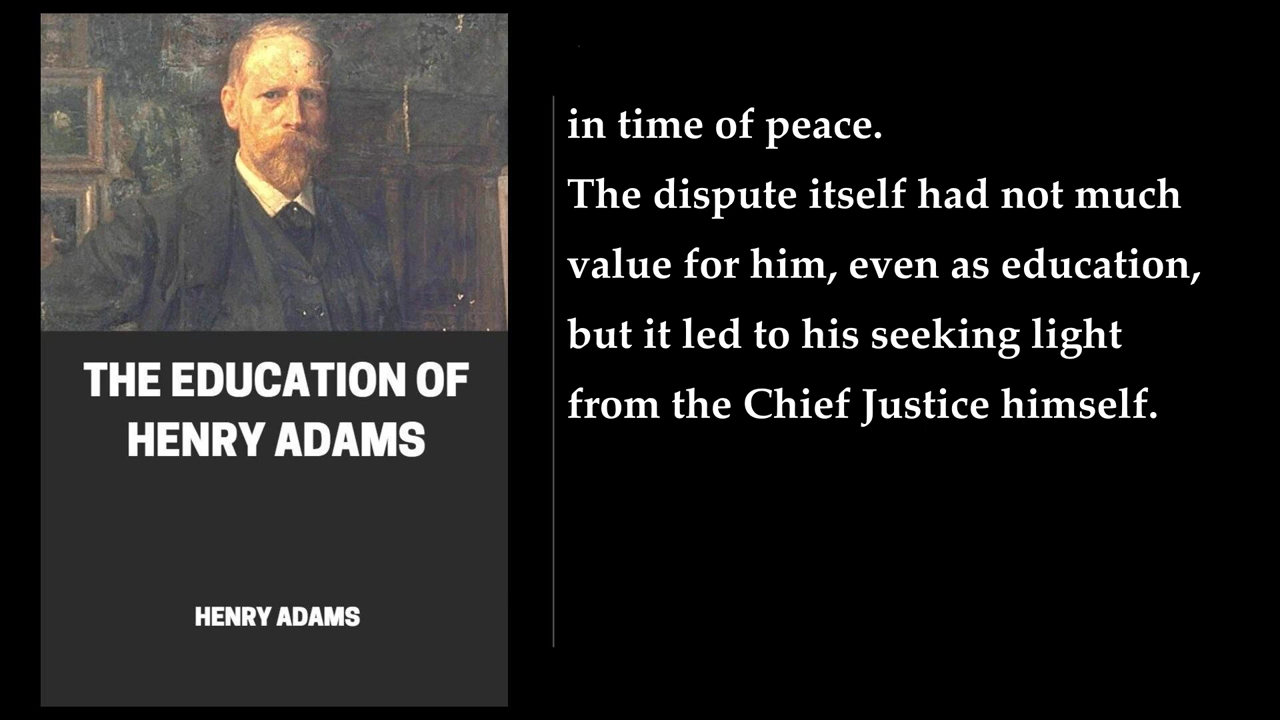 THE EDUCATION OF
HENRY ADAMS
HENRY ADAMS
in time of peace.
The dispute itself had not much
value for him, even as education,
but it led to his seeking light
from the Chief Justice himself.